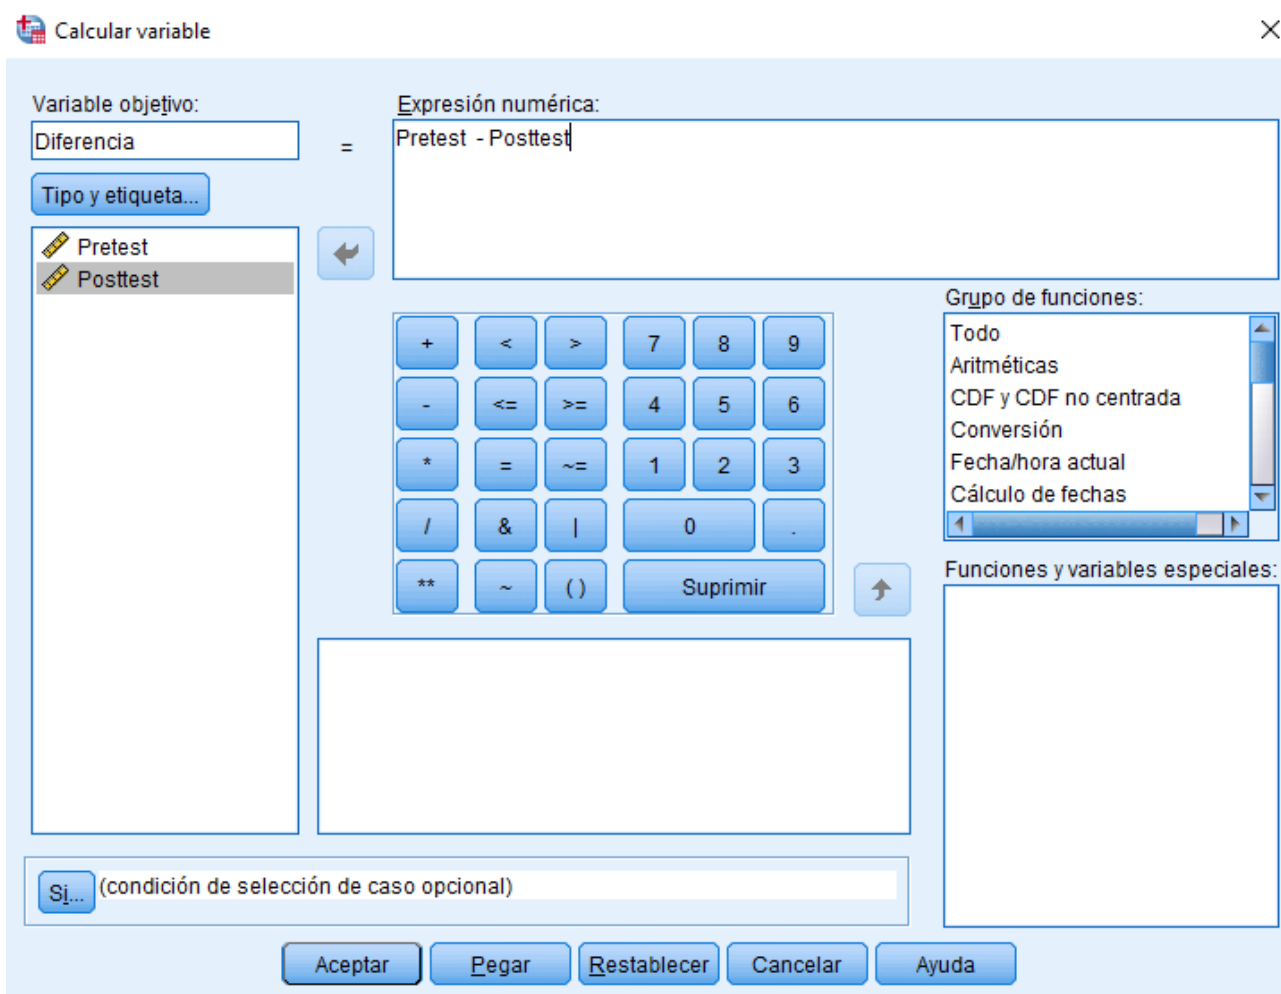 Calcular variable
Variable objetivo:
Expresión numérica:
Diferencia
=
Pretest - Posttest
Tipo y etiqueta...
Pretest
Posttest
Grupo de funciones:
Todo
Aritméticas
CDF y CDF no centrada
Conversión
Fecha/hora actual
Cálculo de fechas
+ < > 7 8 9
- <= >= 4 5 6
* = ~= 1 2 3
/ & | 0 .
** ~ ( ) Suprimir
Funciones y variables especiales:
Si... (condición de selección de caso opcional)
Aceptar Pegar Restablecer Cancelar Ayuda